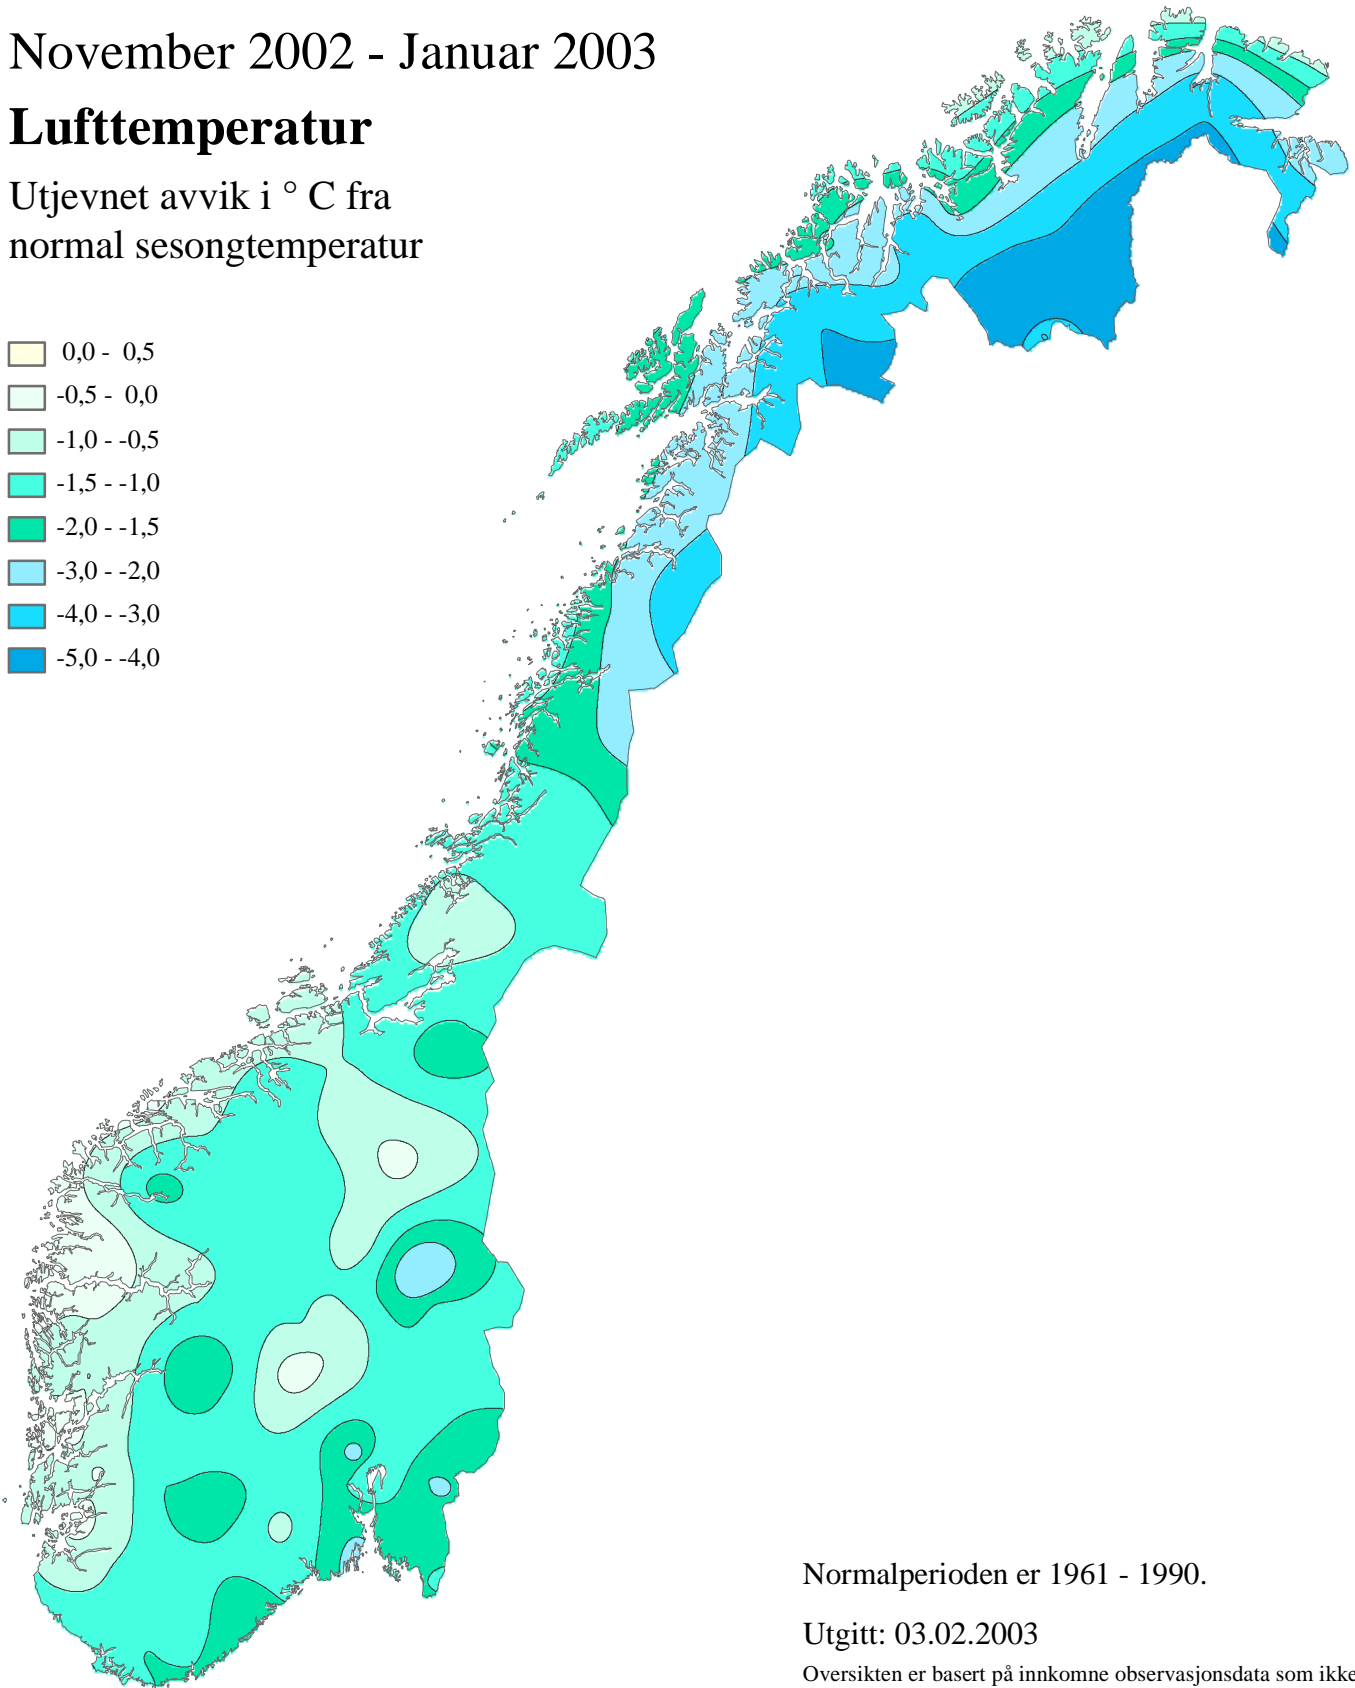 November 2002 - Januar 2003
Lufttemperatur
Utjevnet avvik i ° C fra
normal sesongtemperatur
0,0 - 0,5
-0,5 - 0,0
-1,0 - -0,5
-1,5 - -1,0
-2,0 - -1,5
-3,0 - -2,0
-4,0 - -3,0
-5,0 - -4,0
Normalperioden er 1961 - 1990.
Utgitt: 03.02.2003
Oversikten er basert på innkomne observasjonsdata som ikke